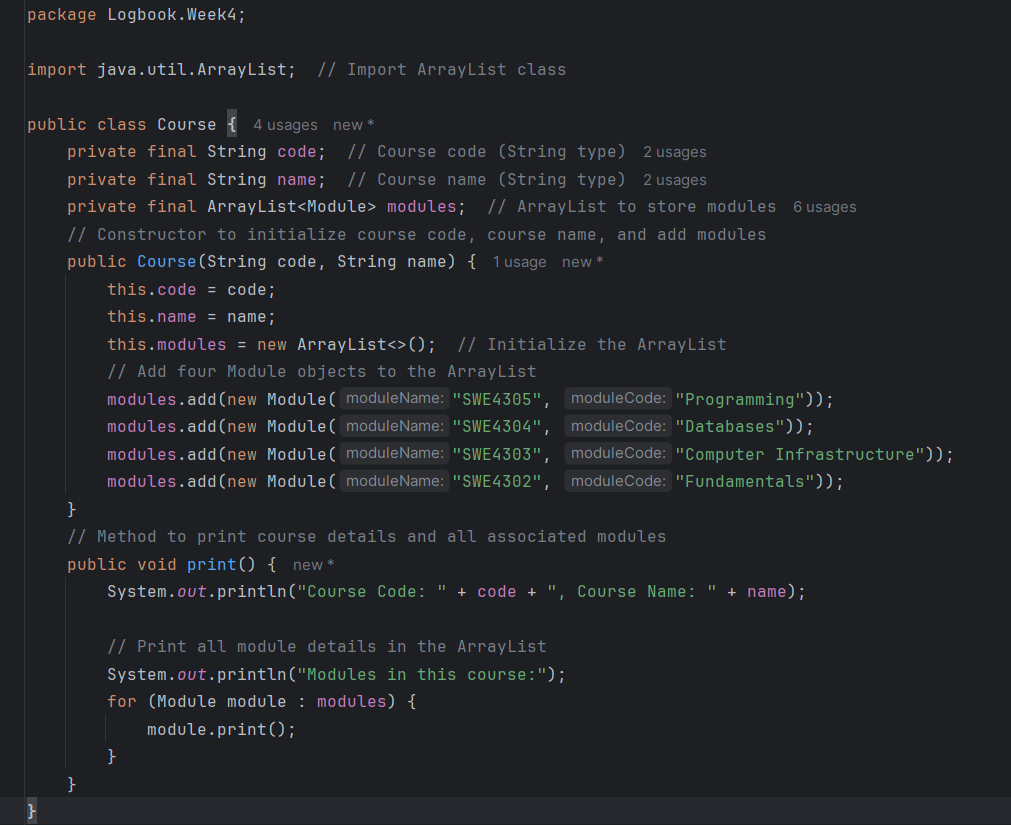 package Logbook.Week4;
import java.util.ArrayList;  // Import ArrayList class
public class Course {  4 usages  new *
    private final String code;  // Course code (String type)  2 usages
    private final String name;  // Course name (String type)  2 usages
    private final ArrayList<Module> modules;  // ArrayList to store modules  6 usages
    // Constructor to initialize course code, course name, and add modules
    public Course(String code, String name) {  1 usage  new *
        this.code = code;
        this.name = name;
        this.modules = new ArrayList<>();  // Initialize the ArrayList
        // Add four Module objects to the ArrayList
        modules.add(new Module( moduleName: "SWE4305",  moduleCode: "Programming"));
        modules.add(new Module( moduleName: "SWE4304",  moduleCode: "Databases"));
        modules.add(new Module( moduleName: "SWE4303",  moduleCode: "Computer Infrastructure"));
        modules.add(new Module( moduleName: "SWE4302",  moduleCode: "Fundamentals"));
    }
    // Method to print course details and all associated modules
    public void print() {  new *
        System.out.println("Course Code: " + code + ", Course Name: " + name);
        // Print all module details in the ArrayList
        System.out.println("Modules in this course:");
        for (Module module : modules) {
            module.print();
        }
    }
}